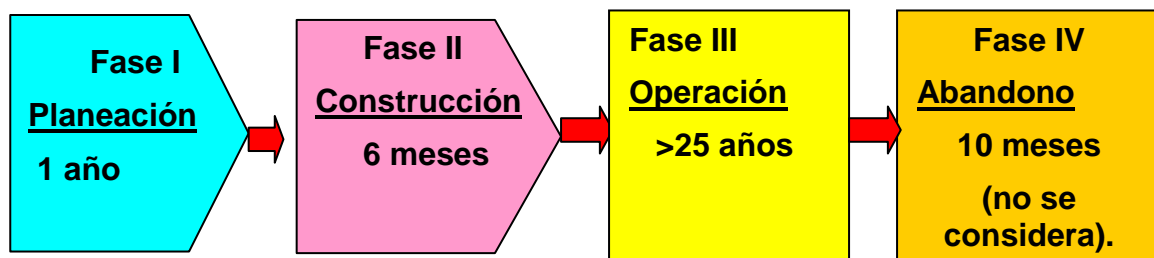 Fase I
Planeación
1 año
Fase II
Construcción
6 meses
Fase III
Operación
>25 años
Fase IV
Abandono
10 meses
(no se
considera).